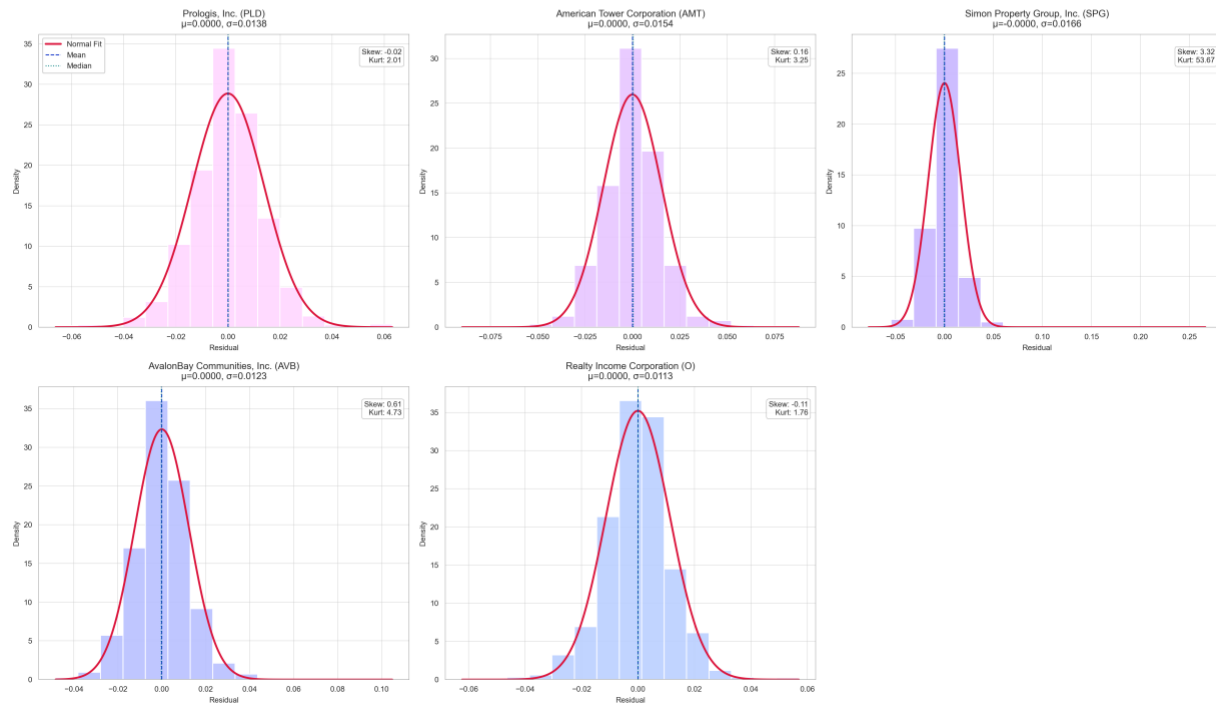 Prologis, Inc. (PLD)
μ=0.0000, σ=0.0138
Normal Fit
Mean
Median
Skew: -0.02
Kurt: 2.01
35
30
25
20
15
10
5
0
Density
−0.06 −0.04 −0.02 0.00 0.02 0.04 0.06
Residual
American Tower Corporation (AMT)
μ=0.0000, σ=0.0154
Skew: 0.16
Kurt: 3.25
30
25
20
15
10
5
0
Density
−0.075 −0.050 −0.025 0.000 0.025 0.050 0.075
Residual
Simon Property Group, Inc. (SPG)
μ=-0.0000, σ=0.0166
Skew: 3.32
Kurt: 53.67
25
20
15
10
5
0
Density
−0.05 0.00 0.05 0.10 0.15 0.20 0.25
Residual
AvalonBay Communities, Inc. (AVB)
μ=0.0000, σ=0.0123
Skew: 0.61
Kurt: 4.73
35
30
25
20
15
10
5
0
Density
−0.04 −0.02 0.00 0.02 0.04 0.06 0.08 0.10
Residual
Realty Income Corporation (O)
μ=0.0000, σ=0.0113
Skew: -0.11
Kurt: 1.76
35
30
25
20
15
10
5
0
Density
−0.06 −0.04 −0.02 0.00 0.02 0.04 0.06
Residual